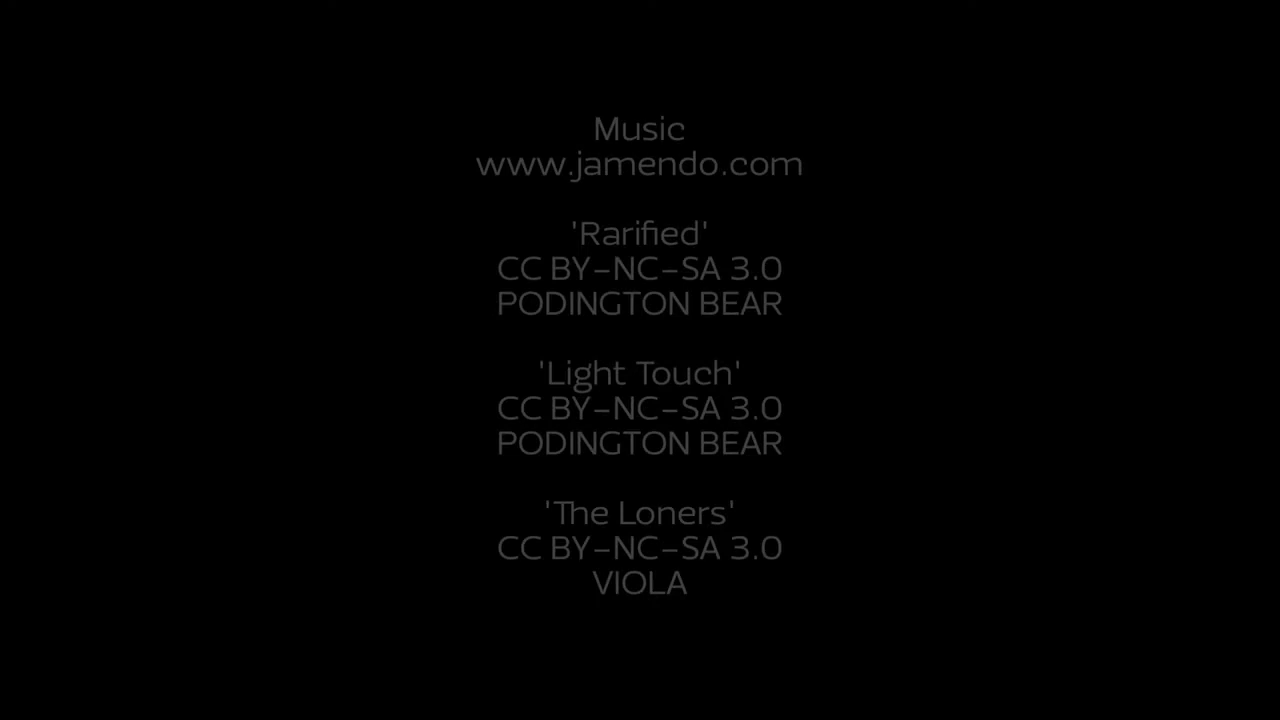 Music
www.jamendo.com
'Rarified'
CC BY-NC-SA 3.0
PODINGTON BEAR
'Light Touch'
CC BY-NC-SA 3.0
PODINGTON BEAR
'The Loners'
CC BY-NC-SA 3.0
VIOLA